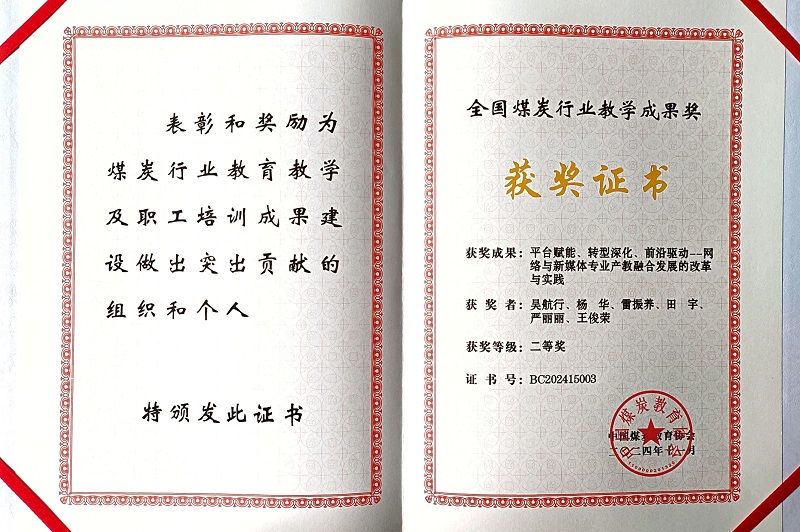 表彰和奖励为
煤炭行业教育教学
及职工培训成果建
设做出突出贡献的
组织和个人
特颁发此证书
全国煤炭行业教学成果奖
获奖证书
获奖成果：平台赋能、转型深化、前沿驱动--网
络与新媒体专业产教融合发展的改革
与实践
获 奖 者：吴航行、杨　华、雷振养、田　宇、
严丽丽、王俊荣
获奖等级：二等奖
证 书 号：BC202415003
中国煤炭教育协会
二〇二四年十一月